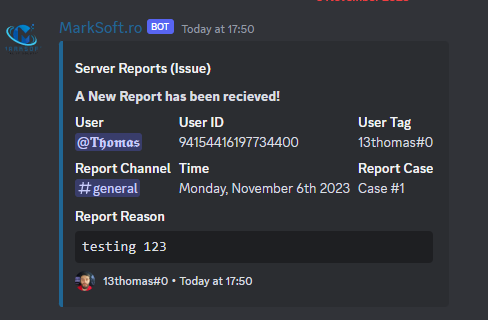 MarkSoft.ro BOT Today at 17:50
Server Reports (Issue)
A New Report has been recieved!
User User ID User Tag
@𝕿𝖍𝖔𝖒𝖆𝖘 94154416197734400 13thomas#0
Report Channel Time Report Case
#general Monday, November 6th 2023 Case #1
Report Reason
testing 123
13thomas#0 • Today at 17:50